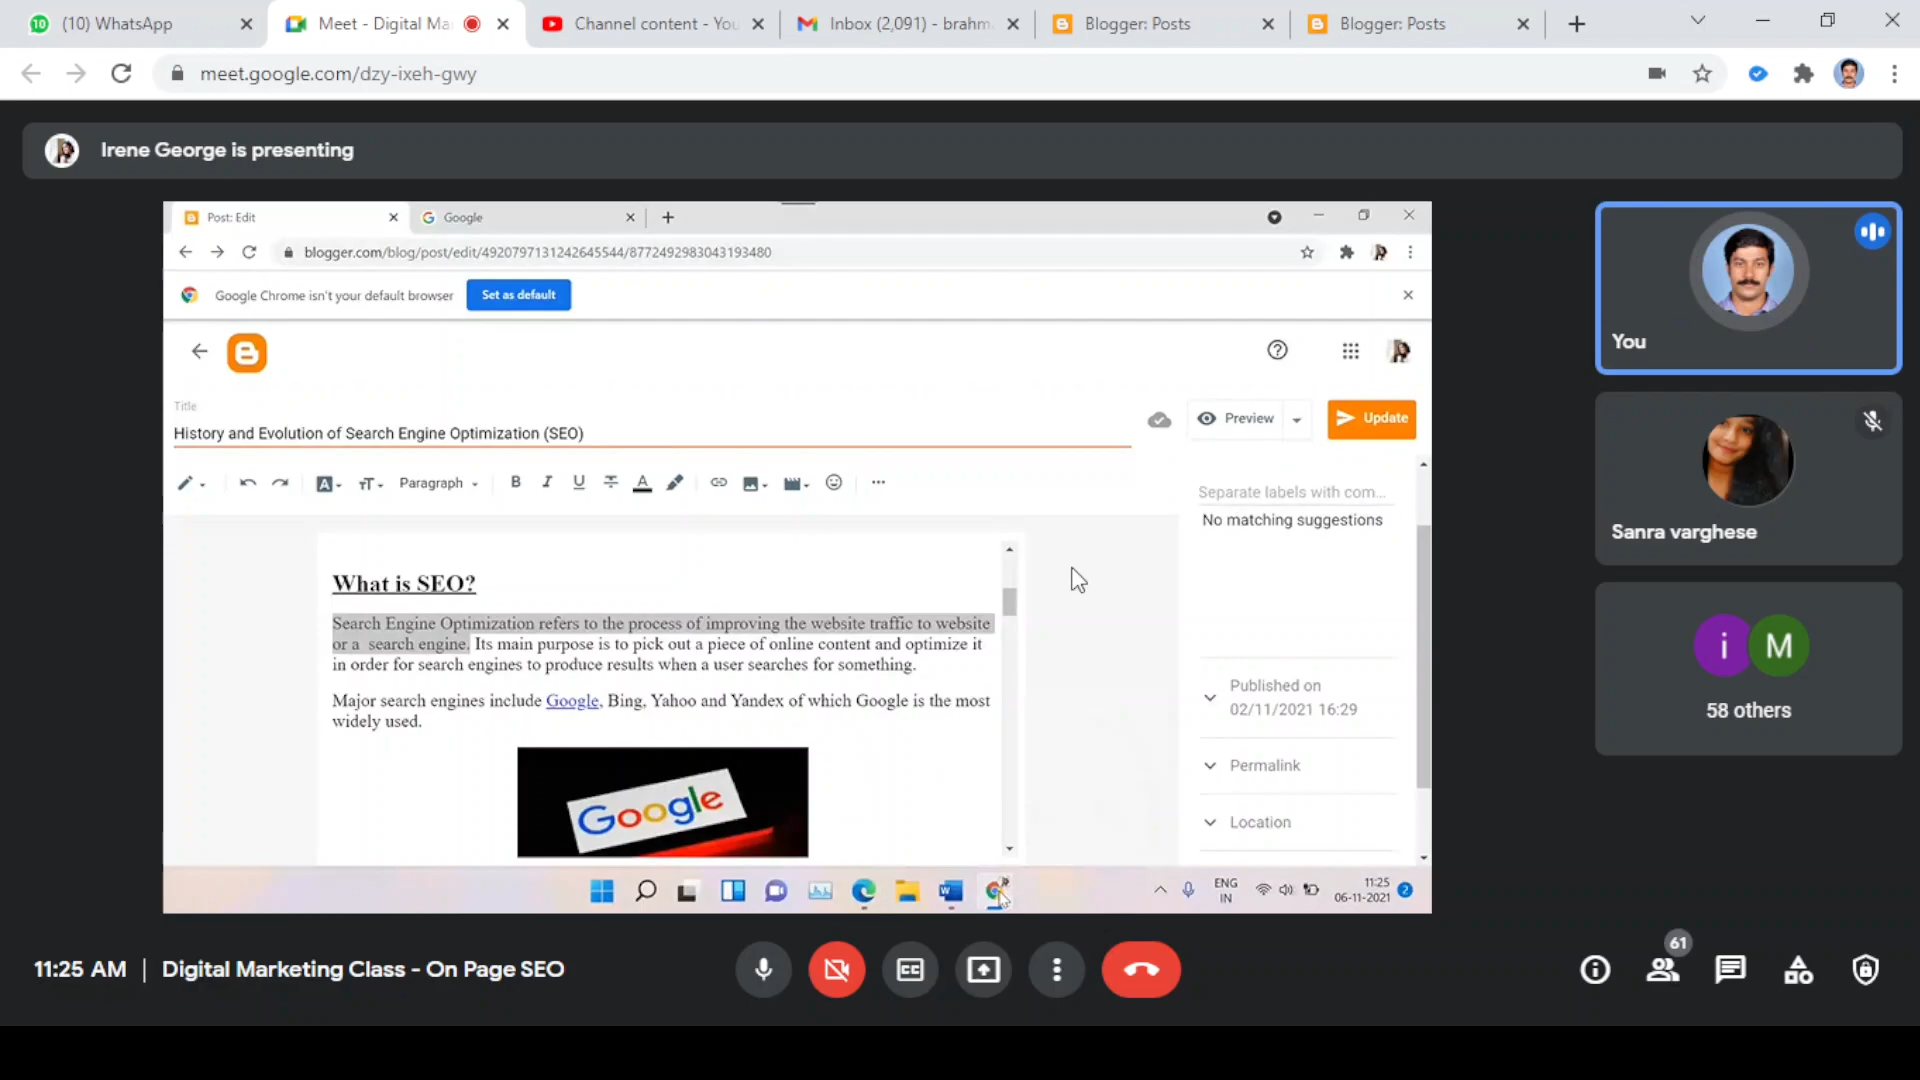 (10) WhatsApp
Meet - Digital Ma
Channel content - You
Inbox (2,091) - brahm
Blogger: Posts
Blogger: Posts
meet.google.com/dzy-ixeh-gwy
Irene George is presenting
Post: Edit
Google
blogger.com/blog/post/edit/4920797131242645544/8772492983043193480
Google Chrome isn't your default browser
Set as default
Title
History and Evolution of Search Engine Optimization (SEO)
Preview
Update
Paragraph
B I U A
Separate labels with com...
No matching suggestions
What is SEO?
Search Engine Optimization refers to the process of improving the website traffic to website
or a search engine. Its main purpose is to pick out a piece of online content and optimize it
in order for search engines to produce results when a user searches for something.
Major search engines include Google, Bing, Yahoo and Yandex of which Google is the most
widely used.
Google
Published on
02/11/2021 16:29
Permalink
Location
ENG
IN
11:25
06-11-2021
2
You
Sanra varghese
i M
58 others
11:25 AM | Digital Marketing Class - On Page SEO
CC
61